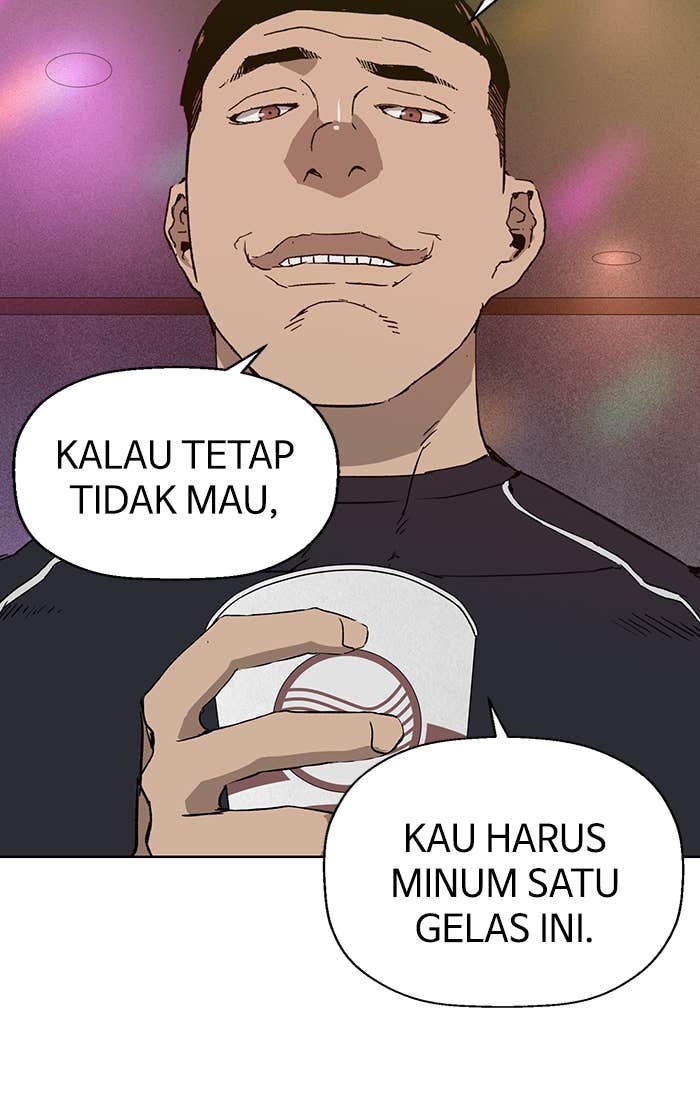 KALAU TETAP
TIDAK MAU,
KAU HARUS
MINUM SATU
GELAS INI.